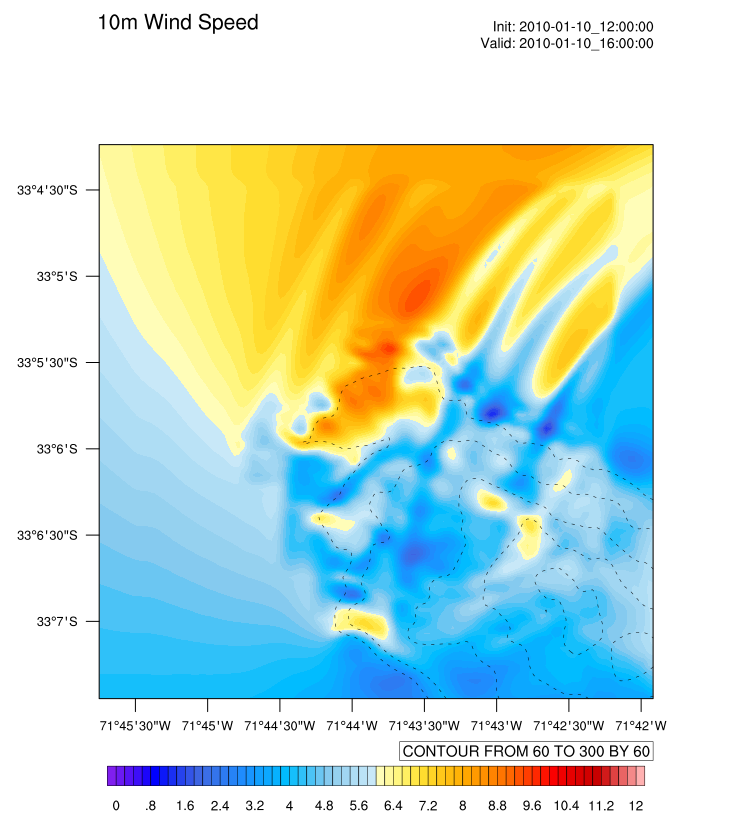 10m Wind Speed
Init: 2010-01-10_12:00:00
Valid: 2010-01-10_16:00:00
33°4'30"S
33°5'S
33°5'30"S
33°6'S
33°6'30"S
33°7'S
71°45'30"W 71°45'W 71°44'30"W 71°44'W 71°43'30"W 71°43'W 71°42'30"W 71°42'W
CONTOUR FROM 60 TO 300 BY 60
0 .8 1.6 2.4 3.2 4 4.8 5.6 6.4 7.2 8 8.8 9.6 10.4 11.2 12